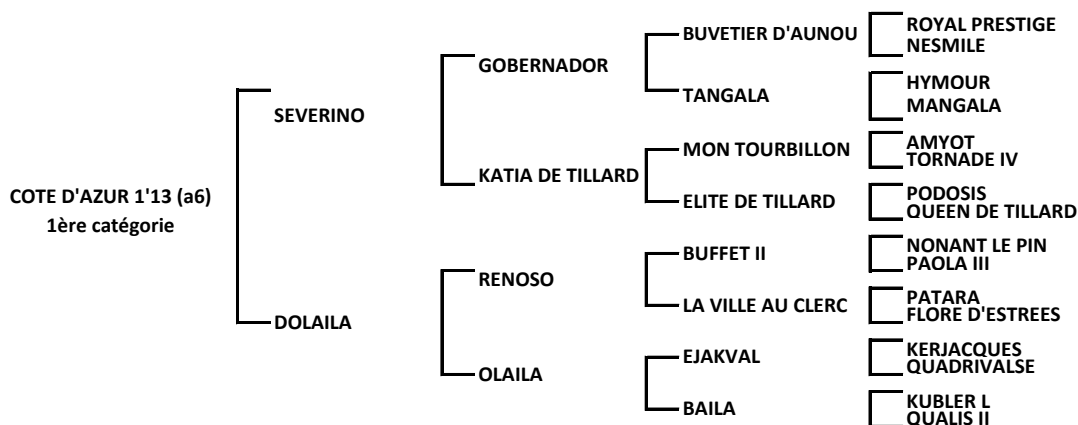 COTE D'AZUR 1'13 (a6)
1ère catégorie
SEVERINO
DOLAILA
GOBERNADOR
KATIA DE TILLARD
RENOSO
OLAILA
BUVETIER D'AUNOU
TANGALA
MON TOURBILLON
ELITE DE TILLARD
BUFFET II
LA VILLE AU CLERC
EJAKVAL
BAILA
ROYAL PRESTIGE
NESMILE
HYMOUR
MANGALA
AMYOT
TORNADE IV
PODOSIS
QUEEN DE TILLARD
NONANT LE PIN
PAOLA III
PATARA
FLORE D'ESTREES
KERJACQUES
QUADRIVALSE
KUBLER L
QUALIS II